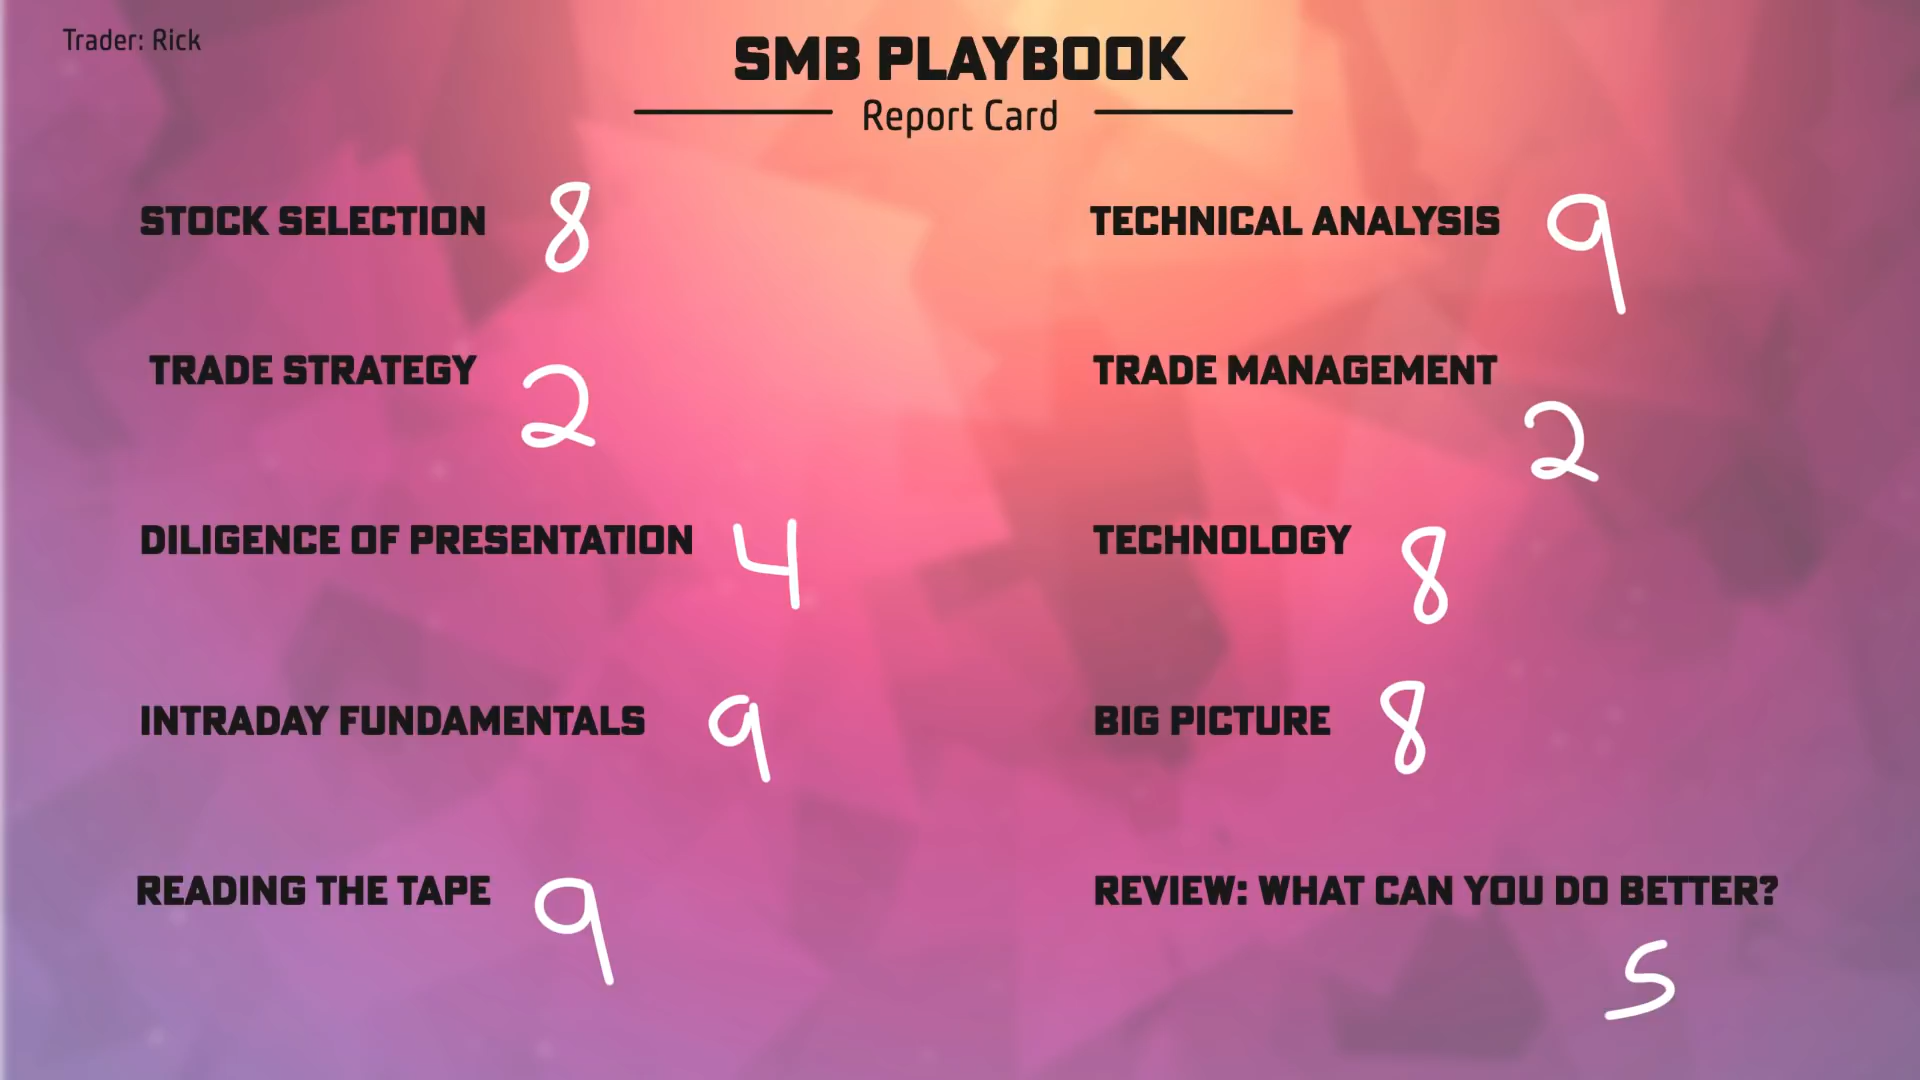 Trader: Rick
SMB PLAYBOOK
Report Card
STOCK SELECTION 8
TECHNICAL ANALYSIS 9
TRADE STRATEGY 2
TRADE MANAGEMENT 2
DILIGENCE OF PRESENTATION 4
TECHNOLOGY 8
INTRADAY FUNDAMENTALS 9
BIG PICTURE 8
READING THE TAPE 9
REVIEW: WHAT CAN YOU DO BETTER?
5